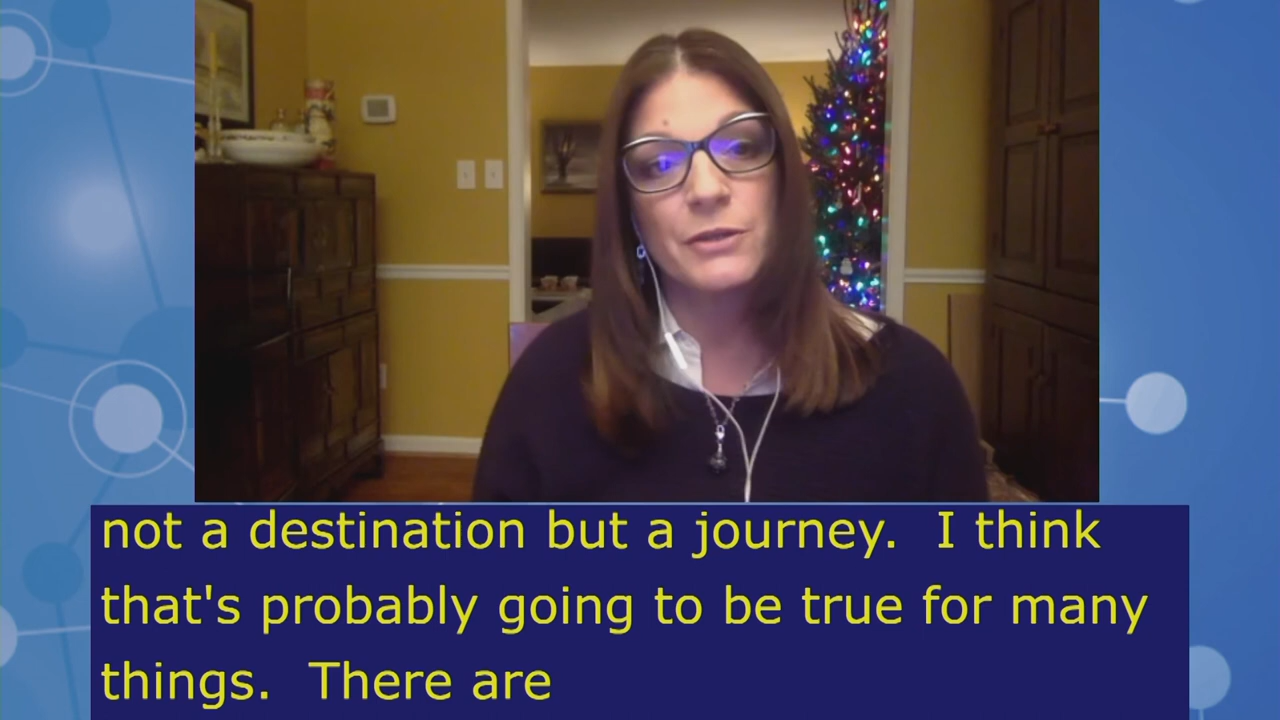 not a destination but a journey.  I think
that's probably going to be true for many
things.  There are